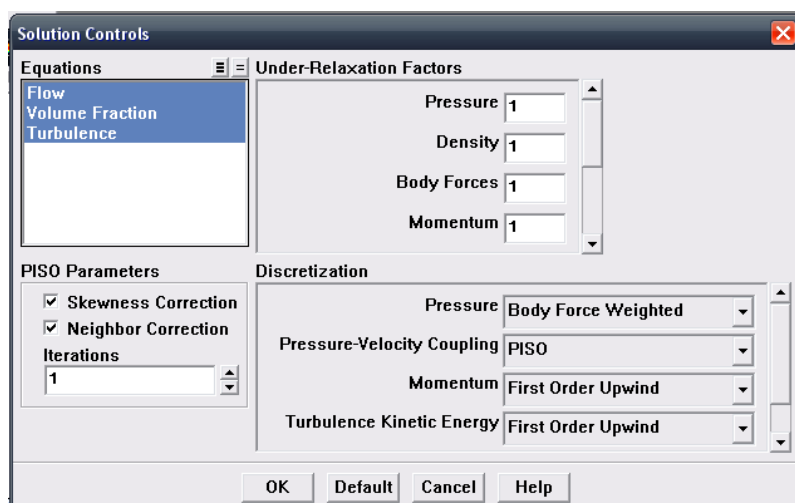 Solution Controls
Equations
Flow
Volume Fraction
Turbulence
Under-Relaxation Factors
Pressure 1
Density 1
Body Forces 1
Momentum 1
PISO Parameters
Skewness Correction
Neighbor Correction
Iterations
1
Discretization
Pressure Body Force Weighted
Pressure-Velocity Coupling PISO
Momentum First Order Upwind
Turbulence Kinetic Energy First Order Upwind
OK Default Cancel Help